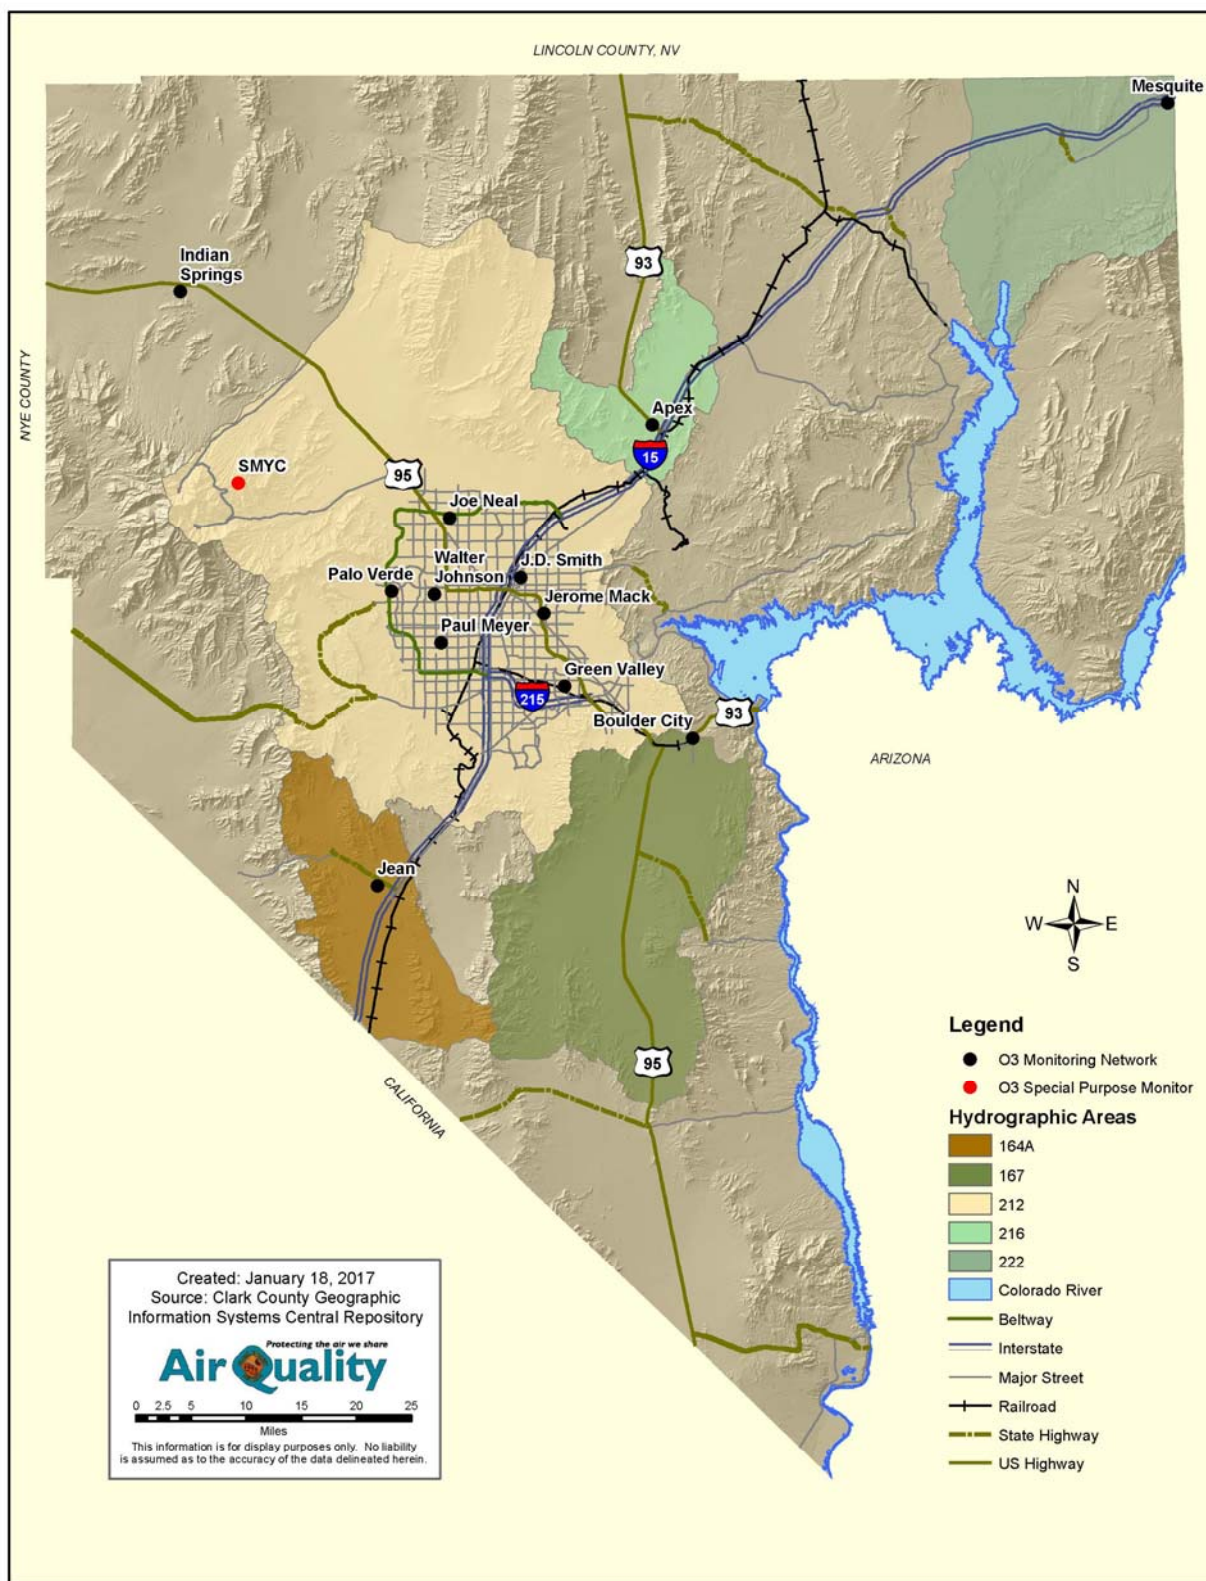 LINCOLN COUNTY, NV
Mesquite
Indian
Springs
93
NYE COUNTY
Apex
15
SMYC
95
Joe Neal
Walter
Johnson
J.D. Smith
Palo Verde
Jerome Mack
Paul Meyer
Green Valley
215
Boulder City
93
ARIZONA
Jean
N
W
E
S
95
CALIFORNIA
Legend
O3 Monitoring Network
O3 Special Purpose Monitor
Hydrographic Areas
164A
167
212
216
222
Colorado River
Beltway
Interstate
Major Street
Railroad
State Highway
US Highway
Created: January 18, 2017
Source: Clark County Geographic
Information Systems Central Repository
Protecting the air we share
Air Quality
0 2.5 5 10 15 20 25
Miles
This information is for display purposes only. No liability
is assumed as to the accuracy of the data delineated herein.